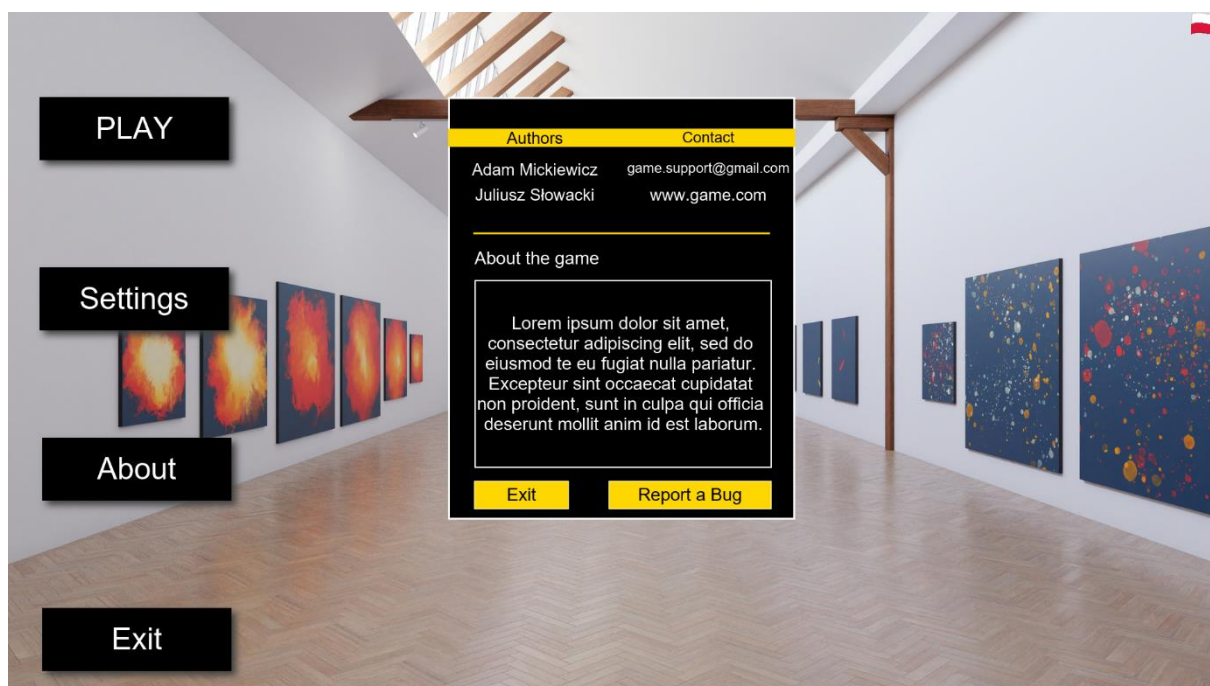 PLAY
Settings
About
Exit
Authors Contact
Adam Mickiewicz game.support@gmail.com
Juliusz Słowacki www.game.com
About the game
Lorem ipsum dolor sit amet,
consectetur adipiscing elit, sed do
eiusmod te eu fugiat nulla pariatur.
Excepteur sint occaecat cupidatat
non proident, sunt in culpa qui officia
deserunt mollit anim id est laborum.
Exit Report a Bug